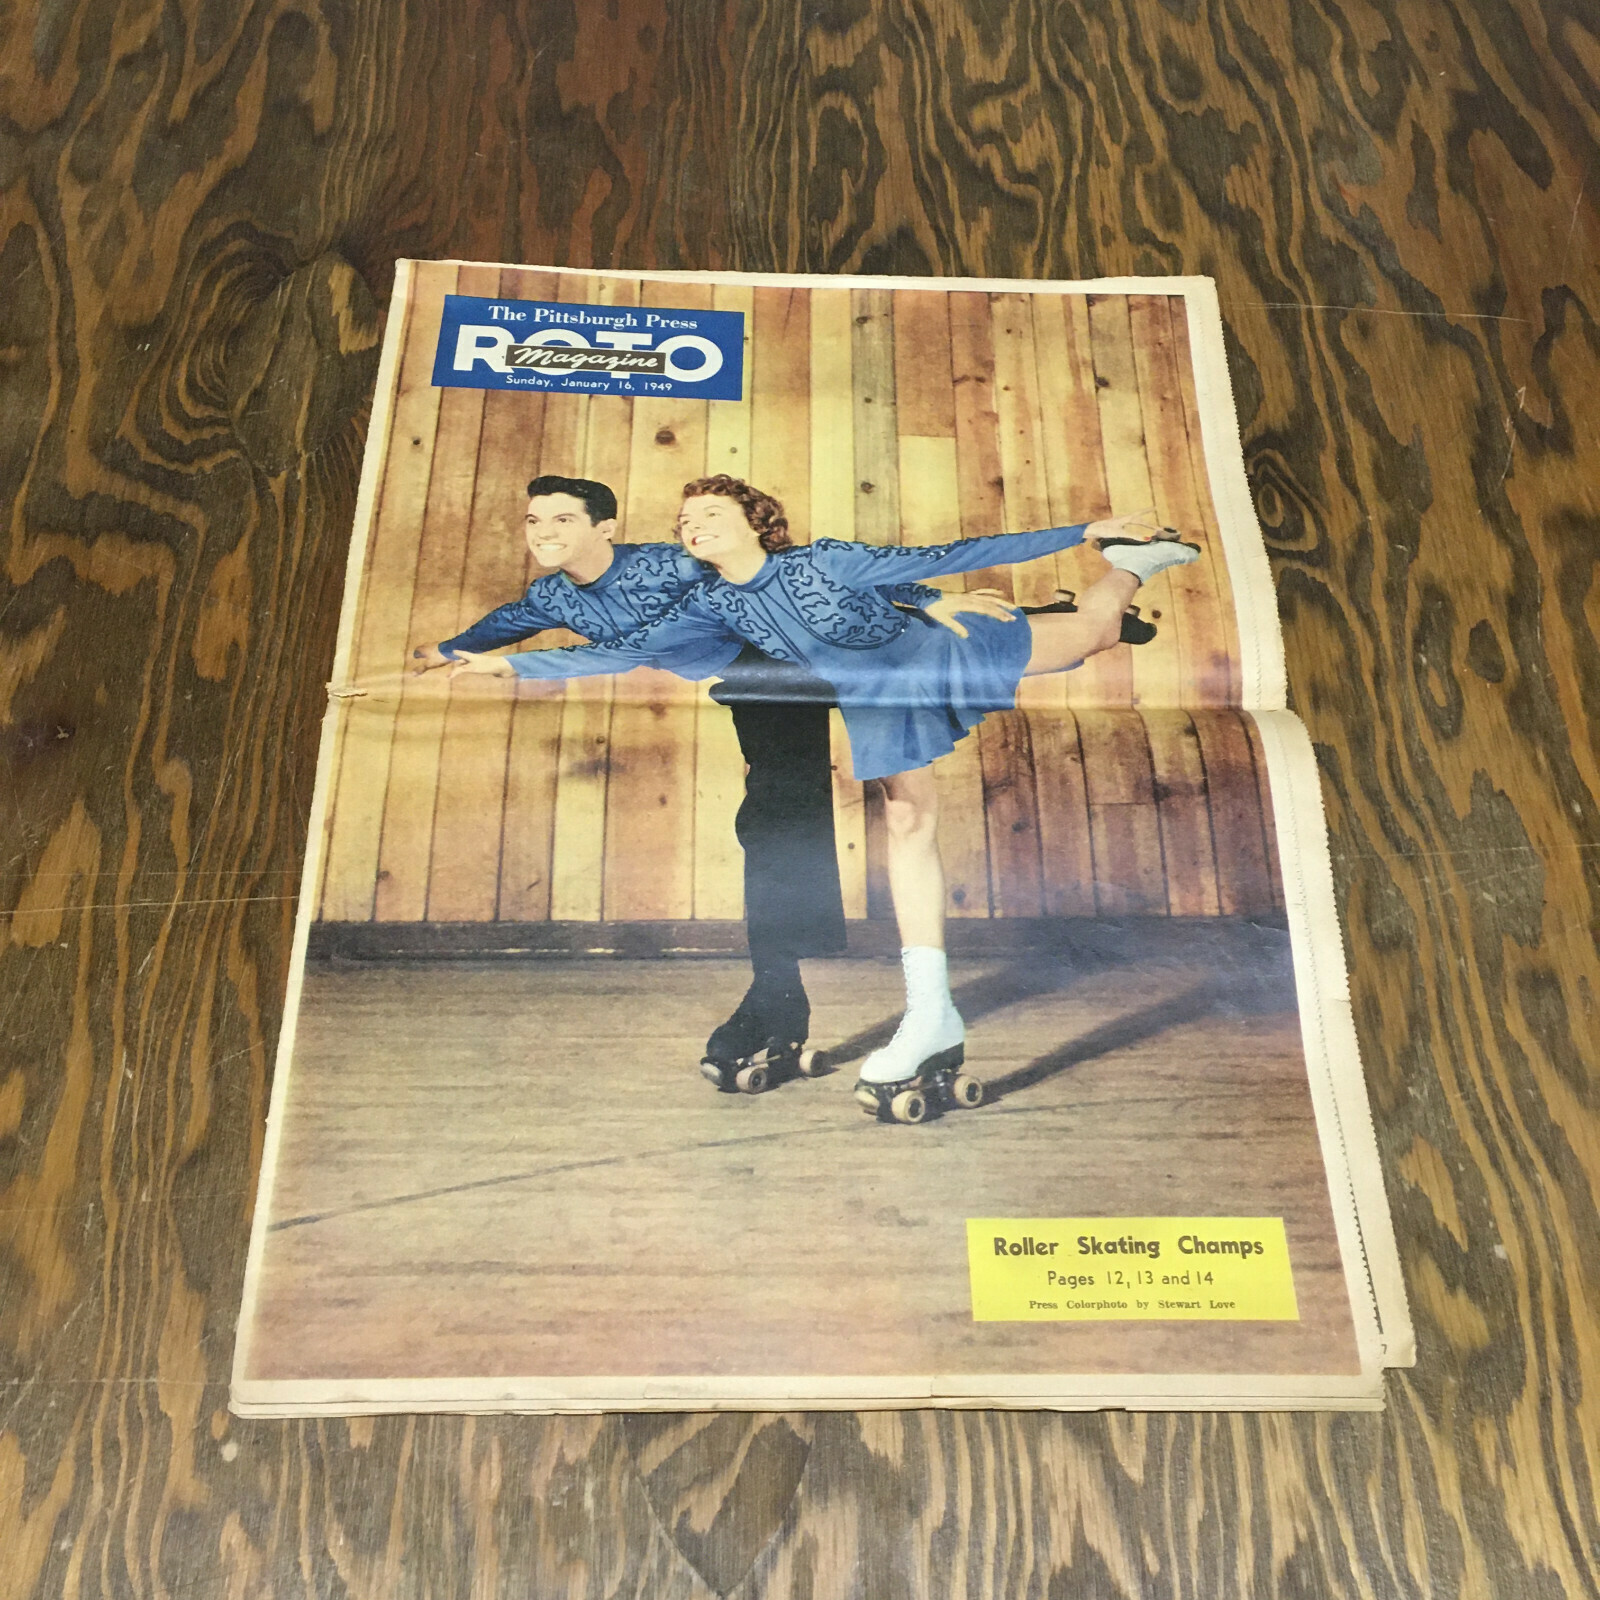 The Pittsburgh Press
ROTO
Magazine
Sunday, January 16, 1949
Roller Skating Champs
Pages 12, 13 and 14
Press Colorphoto by Stewart Love
7